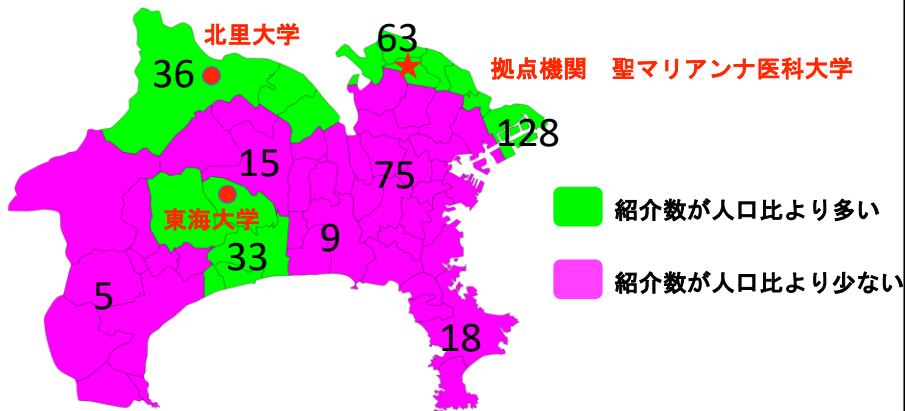 北里大学
63
36
拠点機関　聖マリアンナ医科大学
128
15
75
紹介数が人口比より多い
東海大学
9
33
紹介数が人口比より少ない
5
18